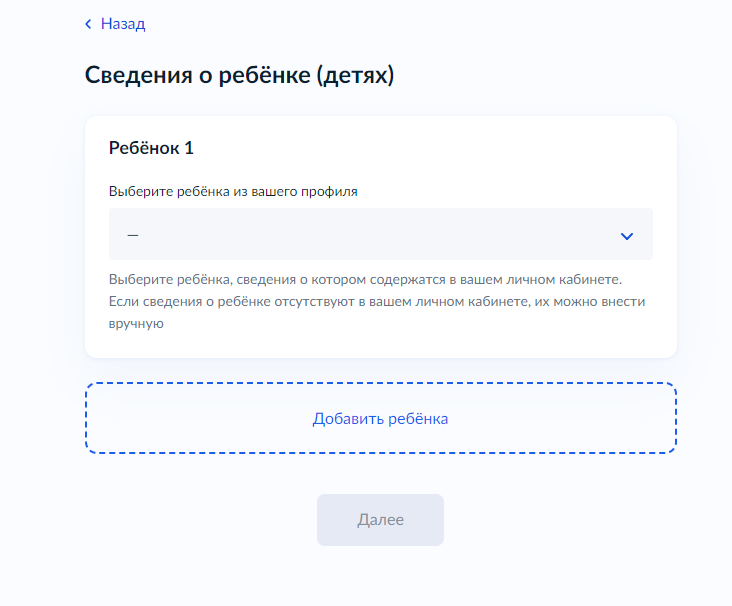 Назад
Сведения о ребёнке (детях)
Ребёнок 1
Выберите ребёнка из вашего профиля
—
Выберите ребёнка, сведения о котором содержатся в вашем личном кабинете.
Если сведения о ребёнке отсутствуют в вашем личном кабинете, их можно внести
вручную
Добавить ребёнка
Далее